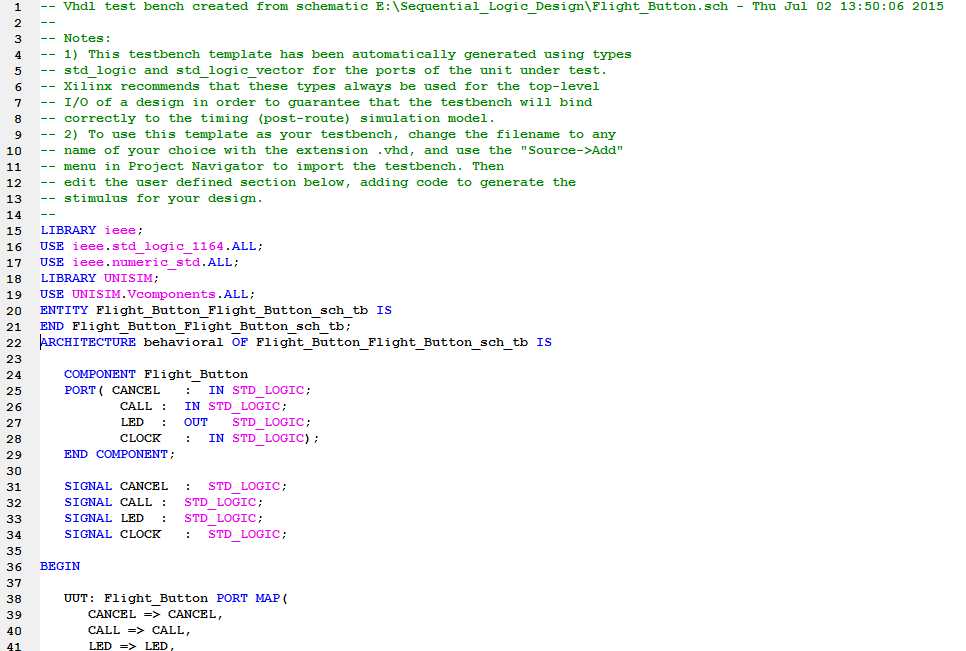 1 -- Vhdl test bench created from schematic E:\Sequential_Logic_Design\Flight_Button.sch - Thu Jul 02 13:50:06 2015
2 --
3 -- Notes:
4 -- 1) This testbench template has been automatically generated using types
5 -- std_logic and std_logic_vector for the ports of the unit under test.
6 -- Xilinx recommends that these types always be used for the top-level
7 -- I/O of a design in order to guarantee that the testbench will bind
8 -- correctly to the timing (post-route) simulation model.
9 -- 2) To use this template as your testbench, change the filename to any
10 -- name of your choice with the extension .vhd, and use the "Source->Add"
11 -- menu in Project Navigator to import the testbench. Then
12 -- edit the user defined section below, adding code to generate the
13 -- stimulus for your design.
14 --
15 LIBRARY ieee;
16 USE ieee.std_logic_1164.ALL;
17 USE ieee.numeric_std.ALL;
18 LIBRARY UNISIM;
19 USE UNISIM.Vcomponents.ALL;
20 ENTITY Flight_Button_Flight_Button_sch_tb IS
21 END Flight_Button_Flight_Button_sch_tb;
22 ARCHITECTURE behavioral OF Flight_Button_Flight_Button_sch_tb IS
23
24    COMPONENT Flight_Button
25    PORT( CANCEL   :  IN STD_LOGIC;
26           CALL :  IN STD_LOGIC;
27           LED  :  OUT   STD_LOGIC;
28           CLOCK   :  IN STD_LOGIC);
29    END COMPONENT;
30
31    SIGNAL CANCEL  :  STD_LOGIC;
32    SIGNAL CALL :  STD_LOGIC;
33    SIGNAL LED  :  STD_LOGIC;
34    SIGNAL CLOCK   :  STD_LOGIC;
35
36 BEGIN
37
38    UUT: Flight_Button PORT MAP(
39       CANCEL => CANCEL,
40       CALL => CALL,
41       LED => LED,